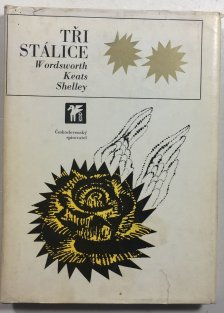 TŘI
STÁLICE
Wordsworth
Keats
Shelley
Československý
spisovatel